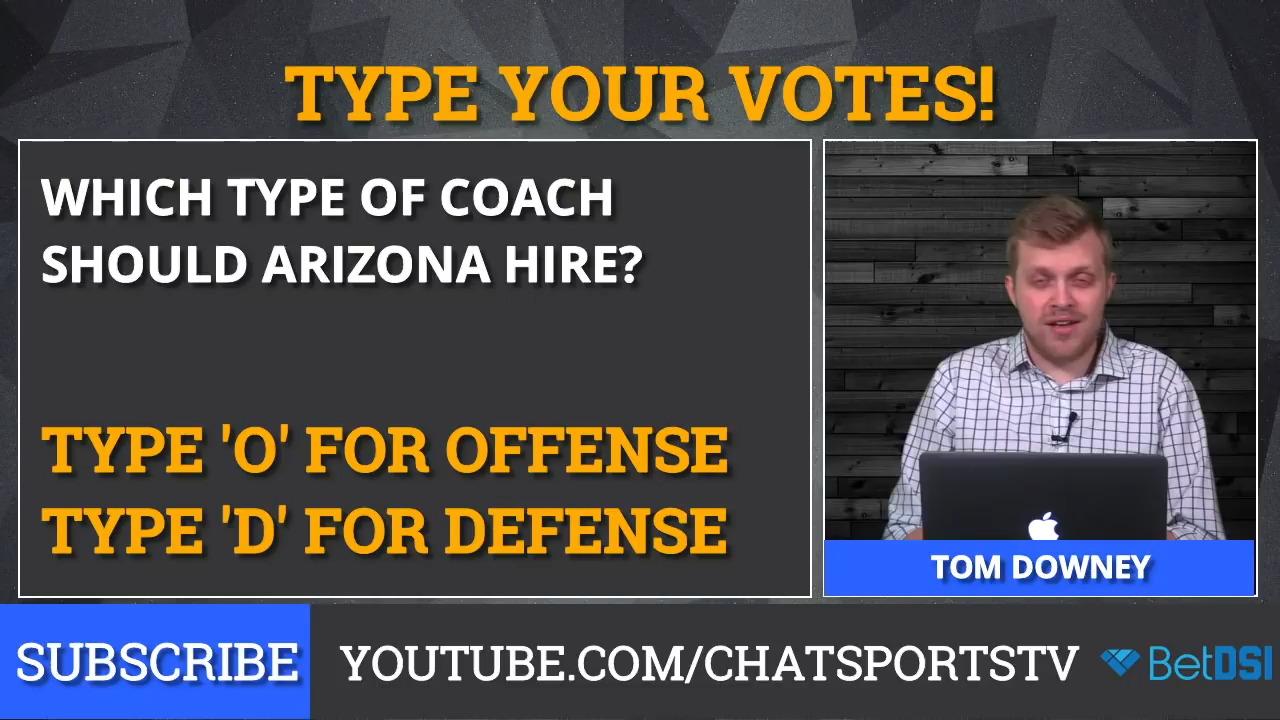 TYPE YOUR VOTES!
WHICH TYPE OF COACH
SHOULD ARIZONA HIRE?
TYPE 'O' FOR OFFENSE
TYPE 'D' FOR DEFENSE
TOM DOWNEY
SUBSCRIBE
YOUTUBE.COM/CHATSPORTSTV
BetDSI